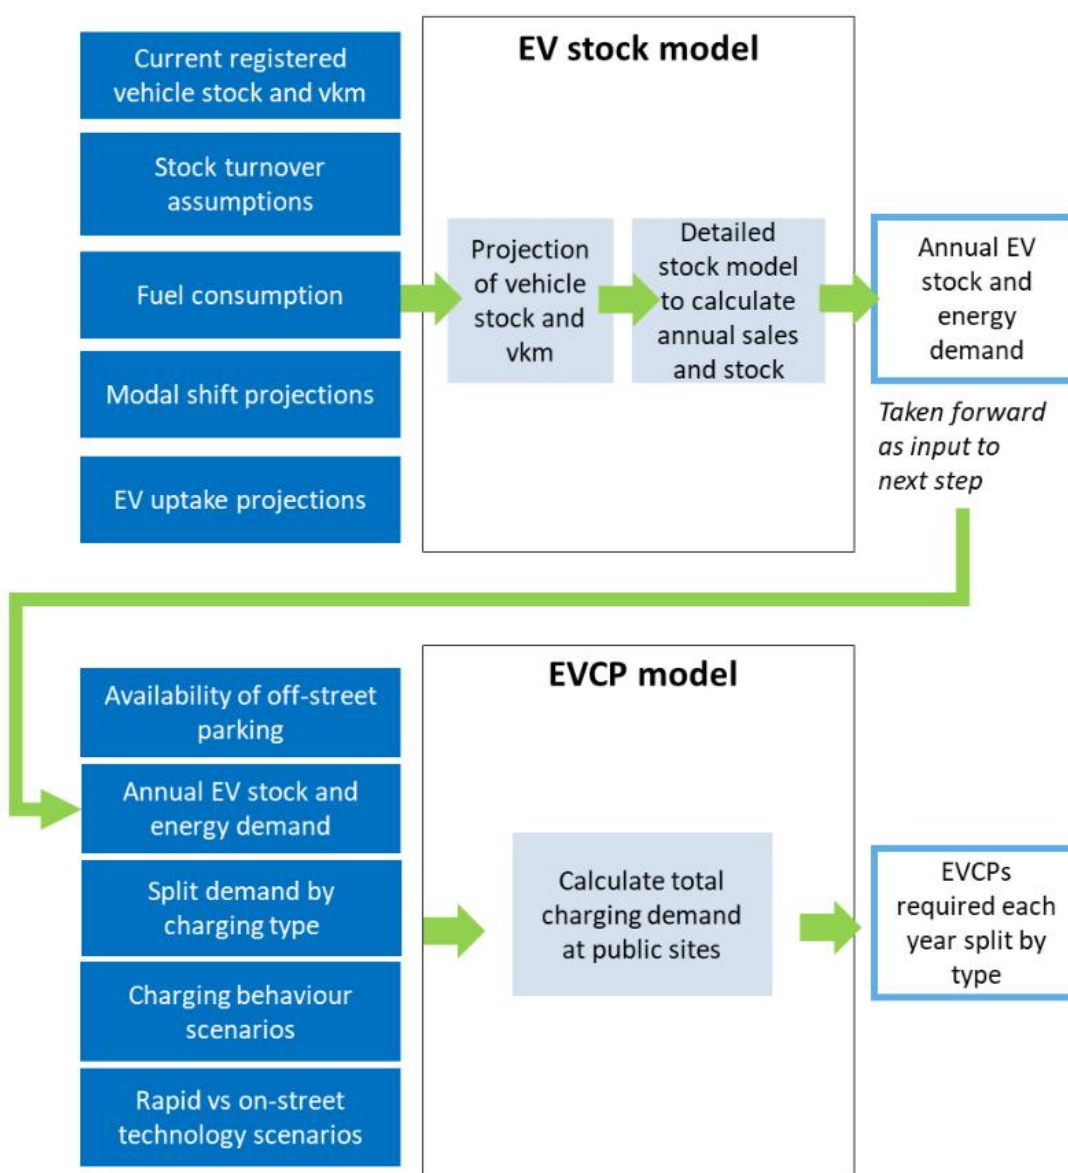 EV stock model
Current registered
vehicle stock and vkm
Stock turnover
assumptions
Fuel consumption
Modal shift projections
EV uptake projections
Projection
of vehicle
stock and
vkm
Detailed
stock model
to calculate
annual sales
and stock
Annual EV
stock and
energy
demand
Taken forward
as input to
next step
EVCP model
Availability of off-street
parking
Annual EV stock and
energy demand
Split demand by
charging type
Charging behaviour
scenarios
Rapid vs on-street
technology scenarios
Calculate total
charging demand
at public sites
EVCPs
required each
year split by
type